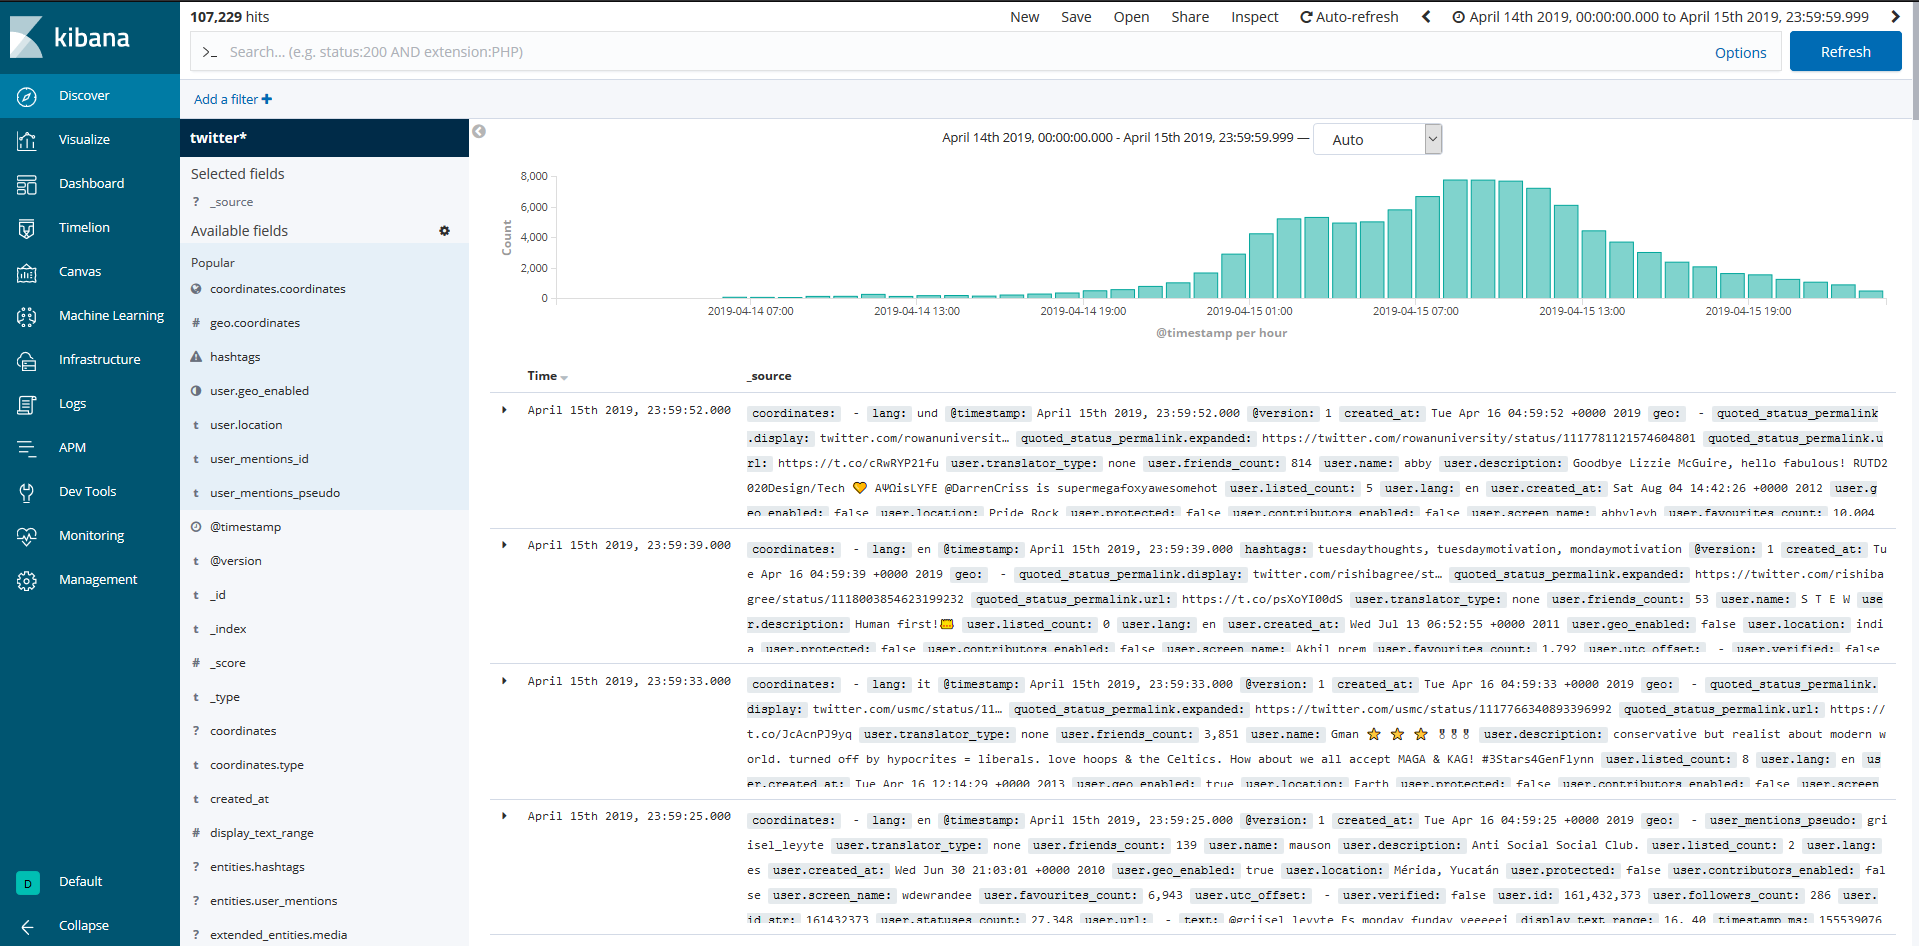 kibana
Discover
Visualize
Dashboard
Timelion
Canvas
Machine Learning
Infrastructure
Logs
APM
Dev Tools
Monitoring
Management
D Default
Collapse
107,229 hits
New Save Open Share Inspect Auto-refresh April 14th 2019, 00:00:00.000 to April 15th 2019, 23:59:59.999
>_ Search... (e.g. status:200 AND extension:PHP) Options Refresh
Add a filter +
twitter*
Selected fields
? _source
Available fields
Popular
coordinates.coordinates
# geo.coordinates
hashtags
user.geo_enabled
t user.location
t user_mentions_id
t user_mentions_pseudo
@timestamp
t @version
t _id
t _index
# _score
t _type
? coordinates
t coordinates.type
t created_at
# display_text_range
? entities.hashtags
? entities.user_mentions
? extended_entities.media
April 14th 2019, 00:00:00.000 - April 15th 2019, 23:59:59.999 — Auto
Count
8,000
6,000
4,000
2,000
0
2019-04-14 07:00 2019-04-14 13:00 2019-04-14 19:00 2019-04-15 01:00 2019-04-15 07:00 2019-04-15 13:00 2019-04-15 19:00
@timestamp per hour
Time _source
April 15th 2019, 23:59:52.000 coordinates: - lang: und @timestamp: April 15th 2019, 23:59:52.000 @version: 1 created_at: Tue Apr 16 04:59:52 +0000 2019 geo: - quoted_status_permalink
.display: twitter.com/rowanuniversit… quoted_status_permalink.expanded: https://twitter.com/rowanuniversity/status/1117781121574604801 quoted_status_permalink.u
rl: https://t.co/cRwRYP21fu user.translator_type: none user.friends_count: 814 user.name: abby user.description: Goodbye Lizzie McGuire, hello fabulous! RUTD2
020Design/Tech 🧡 ΑΨΩisLYFE @DarrenCriss is supermegafoxyawesomehot user.listed_count: 5 user.lang: en user.created_at: Sat Aug 04 14:42:26 +0000 2012 user.g
eo_enabled: false user.location: Pride Rock user.protected: false user.contributors_enabled: false user.screen_name: abbyleyh user.favourites_count: 10,004
April 15th 2019, 23:59:39.000 coordinates: - lang: en @timestamp: April 15th 2019, 23:59:39.000 hashtags: tuesdaythoughts, tuesdaymotivation, mondaymotivation @version: 1 created_at: Tu
e Apr 16 04:59:39 +0000 2019 geo: - quoted_status_permalink.display: twitter.com/rishibagree/st… quoted_status_permalink.expanded: https://twitter.com/rishiba
gree/status/1118003854623199232 quoted_status_permalink.url: https://t.co/psXoYI00dS user.translator_type: none user.friends_count: 53 user.name: S T E W use
r.description: Human first! user.listed_count: 0 user.lang: en user.created_at: Wed Jul 13 06:52:55 +0000 2011 user.geo_enabled: false user.location: indi
a user.protected: false user.contributors_enabled: false user.screen_name: Akhil_prem user.favourites_count: 1,792 user.utc_offset: - user.verified: false
April 15th 2019, 23:59:33.000 coordinates: - lang: it @timestamp: April 15th 2019, 23:59:33.000 @version: 1 created_at: Tue Apr 16 04:59:33 +0000 2019 geo: - quoted_status_permalink.
display: twitter.com/usmc/status/11… quoted_status_permalink.expanded: https://twitter.com/usmc/status/1117766340893396992 quoted_status_permalink.url: https://
t.co/JcAcnPJ9yq user.translator_type: none user.friends_count: 3,851 user.name: Gman ⭐ ⭐ ⭐ 🎖🎖🎖 user.description: conservative but realist about modern w
orld. turned off by hypocrites = liberals. love hoops & the Celtics. How about we all accept MAGA & KAG! #3Stars4GenFlynn user.listed_count: 8 user.lang: en us
er.created_at: Tue Apr 16 12:14:29 +0000 2013 user.geo_enabled: true user.location: Earth user.protected: false user.contributors_enabled: false user.screen
April 15th 2019, 23:59:25.000 coordinates: - lang: en @timestamp: April 15th 2019, 23:59:25.000 @version: 1 created_at: Tue Apr 16 04:59:25 +0000 2019 geo: - user_mentions_pseudo: gri
isel_leyyte user.translator_type: none user.friends_count: 139 user.name: mauson user.description: Anti Social Social Club. user.listed_count: 2 user.lang:
es user.created_at: Wed Jun 30 21:03:01 +0000 2010 user.geo_enabled: true user.location: Mérida, Yucatán user.protected: false user.contributors_enabled: fal
se user.screen_name: wdewrandee user.favourites_count: 6,943 user.utc_offset: - user.verified: false user.id: 161,432,373 user.followers_count: 286 user.
id_str: 161432373 user.statuses_count: 27,348 user.url: - text: @griisel_leyyte Es monday funday yeeeeei display_text_range: 16, 40 timestamp_ms: 155539076